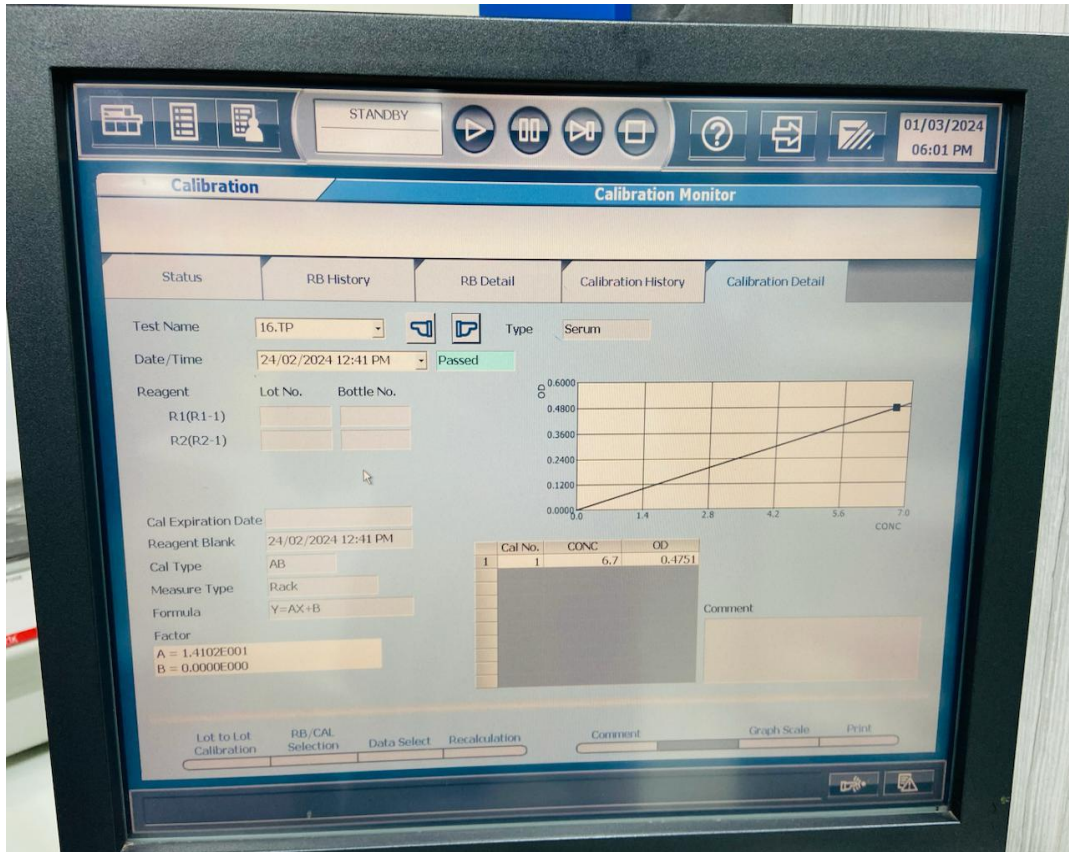 STANDBY
01/03/2024
06:01 PM
Calibration
Calibration Monitor
Status
RB History
RB Detail
Calibration History
Calibration Detail
Test Name
16.TP
Type
Serum
Date/Time
24/02/2024 12:41 PM
Passed
Reagent
Lot No.
Bottle No.
R1(R1-1)
R2(R2-1)
OD
0.6000
0.4800
0.3600
0.2400
0.1200
0.0000
0.0 1.4 2.8 4.2 5.6 7.0
CONC
Cal Expiration Date
Reagent Blank
24/02/2024 12:41 PM
Cal Type
AB
Measure Type
Rack
Formula
Y=AX+B
Factor
A = 1.4102E001
B = 0.0000E000
Cal No. CONC OD
1 1 6.7 0.4751
Comment
Lot to Lot
Calibration
RB/CAL
Selection
Data Select
Recalculation
Comment
Graph Scale
Print